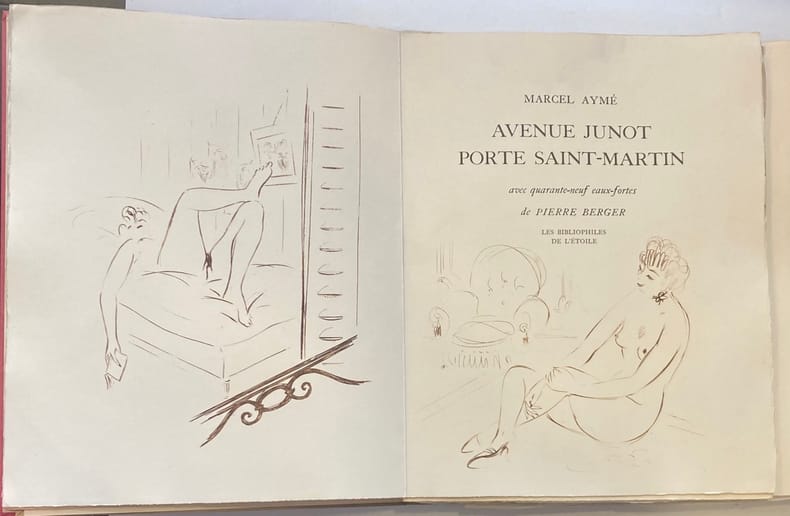 MARCEL AYMÉ
AVENUE JUNOT
PORTE SAINT-MARTIN
avec quarante-neuf eaux-fortes
de PIERRE BERGER
LES BIBLIOPHILES
DE L'ÉTOILE